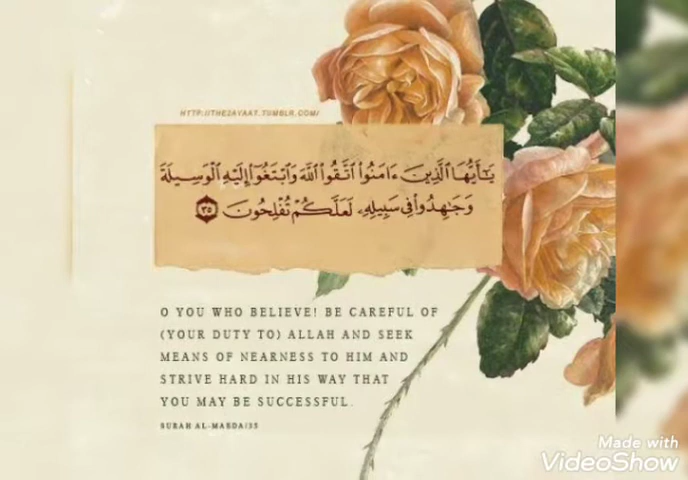 HTTP://THEZAYAAT.TUMBLR.COM/
يَـٰٓأَيُّهَا ٱلَّذِينَ ءَامَنُوا۟ ٱتَّقُوا۟ ٱللَّهَ وَٱبْتَغُوٓا۟ إِلَيْهِ ٱلْوَسِيلَةَ
وَجَـٰهِدُوا۟ فِى سَبِيلِهِۦ لَعَلَّكُمْ تُفْلِحُونَ ٣٥
O YOU WHO BELIEVE! BE CAREFUL OF
(YOUR DUTY TO) ALLAH AND SEEK
MEANS OF NEARNESS TO HIM AND
STRIVE HARD IN HIS WAY THAT
YOU MAY BE SUCCESSFUL.
SURAH AL-MAEDA/35
Made with
VideoShow